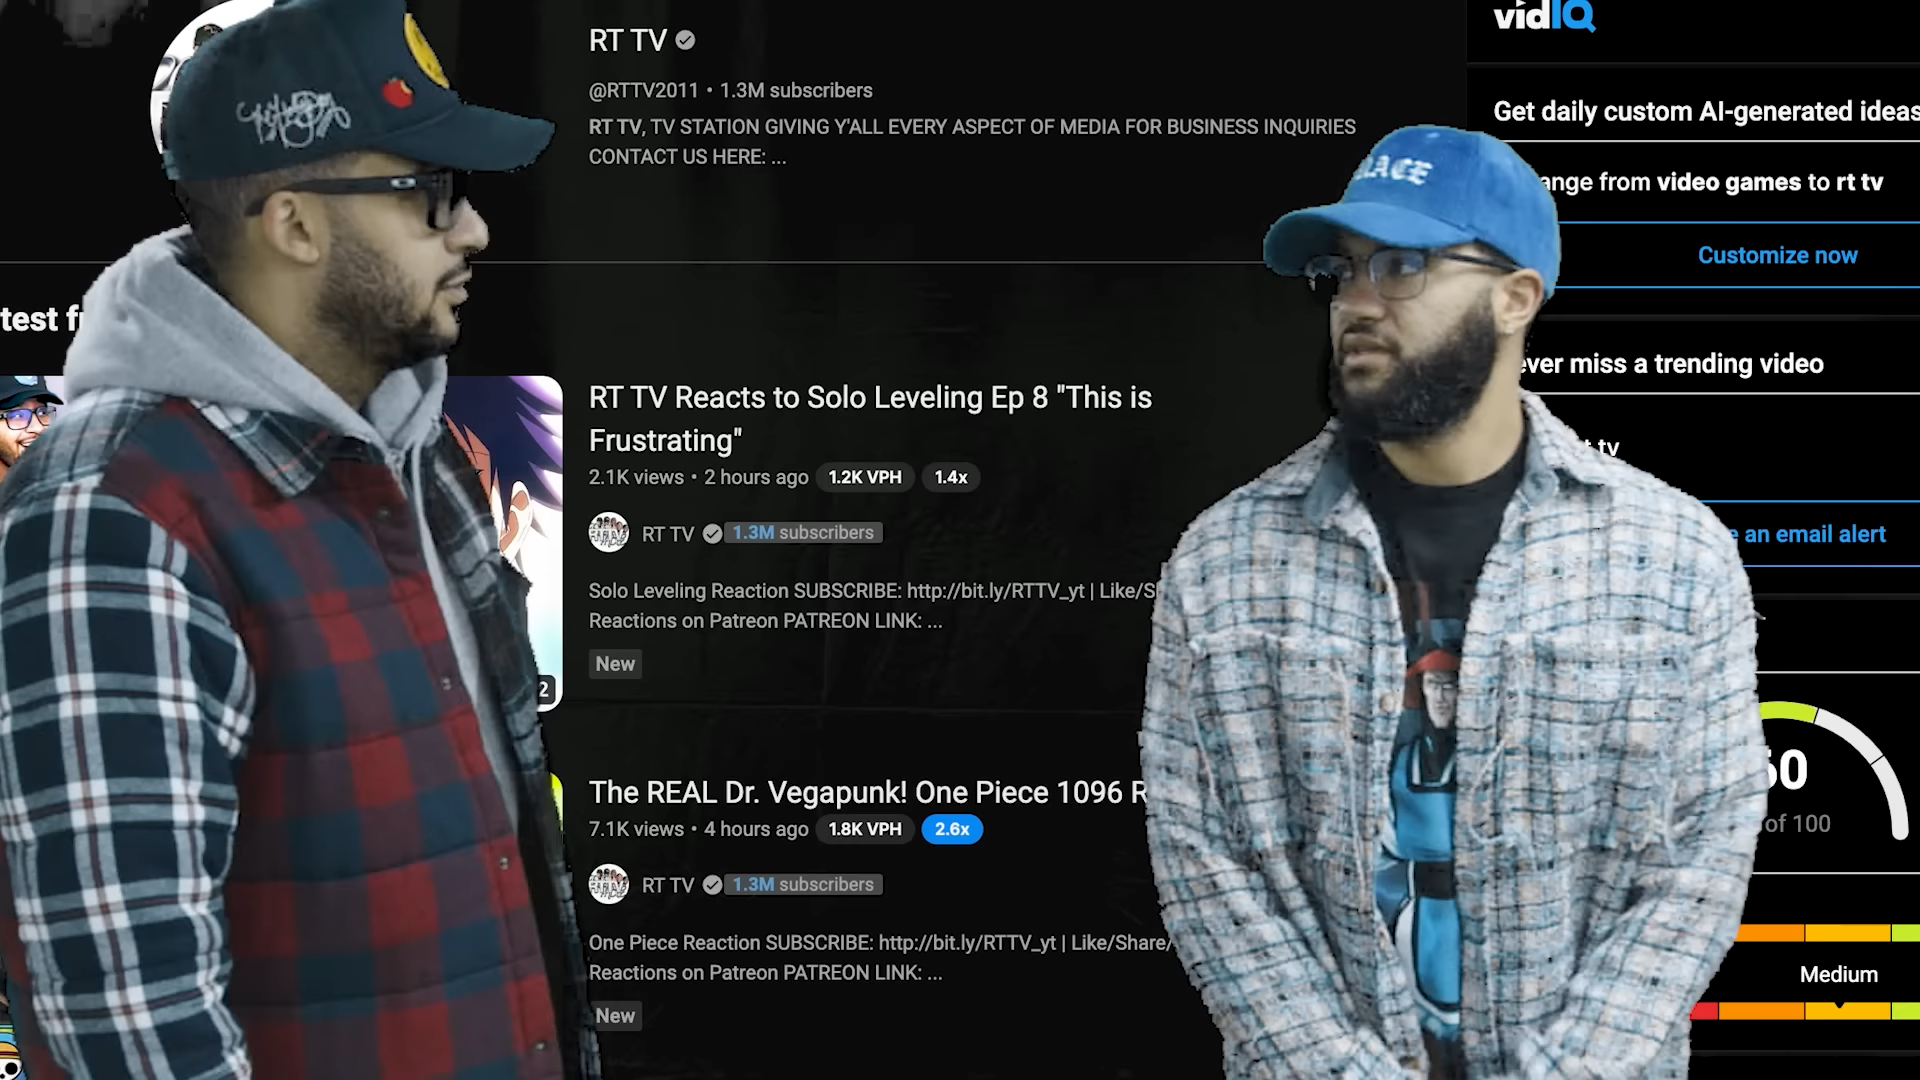 RT TV
@RTTV2011 • 1.3M subscribers
RT TV, TV STATION GIVING Y'ALL EVERY ASPECT OF MEDIA FOR BUSINESS INQUIRIES
CONTACT US HERE: ...
test f
RT TV Reacts to Solo Leveling Ep 8 "This is
Frustrating"
2.1K views • 2 hours ago 1.2K VPH 1.4x
RT TV 1.3M subscribers
Solo Leveling Reaction SUBSCRIBE: http://bit.ly/RTTV_yt | Like/S
Reactions on Patreon PATREON LINK: ...
New
2
The REAL Dr. Vegapunk! One Piece 1096 R
7.1K views • 4 hours ago 1.8K VPH 2.6x
RT TV 1.3M subscribers
One Piece Reaction SUBSCRIBE: http://bit.ly/RTTV_yt | Like/Share/
Reactions on Patreon PATREON LINK: ...
New
vidIQ
Get daily custom AI-generated ideas
ange from video games to rt tv
Customize now
ever miss a trending video
t tv
e an email alert
60
of 100
Medium